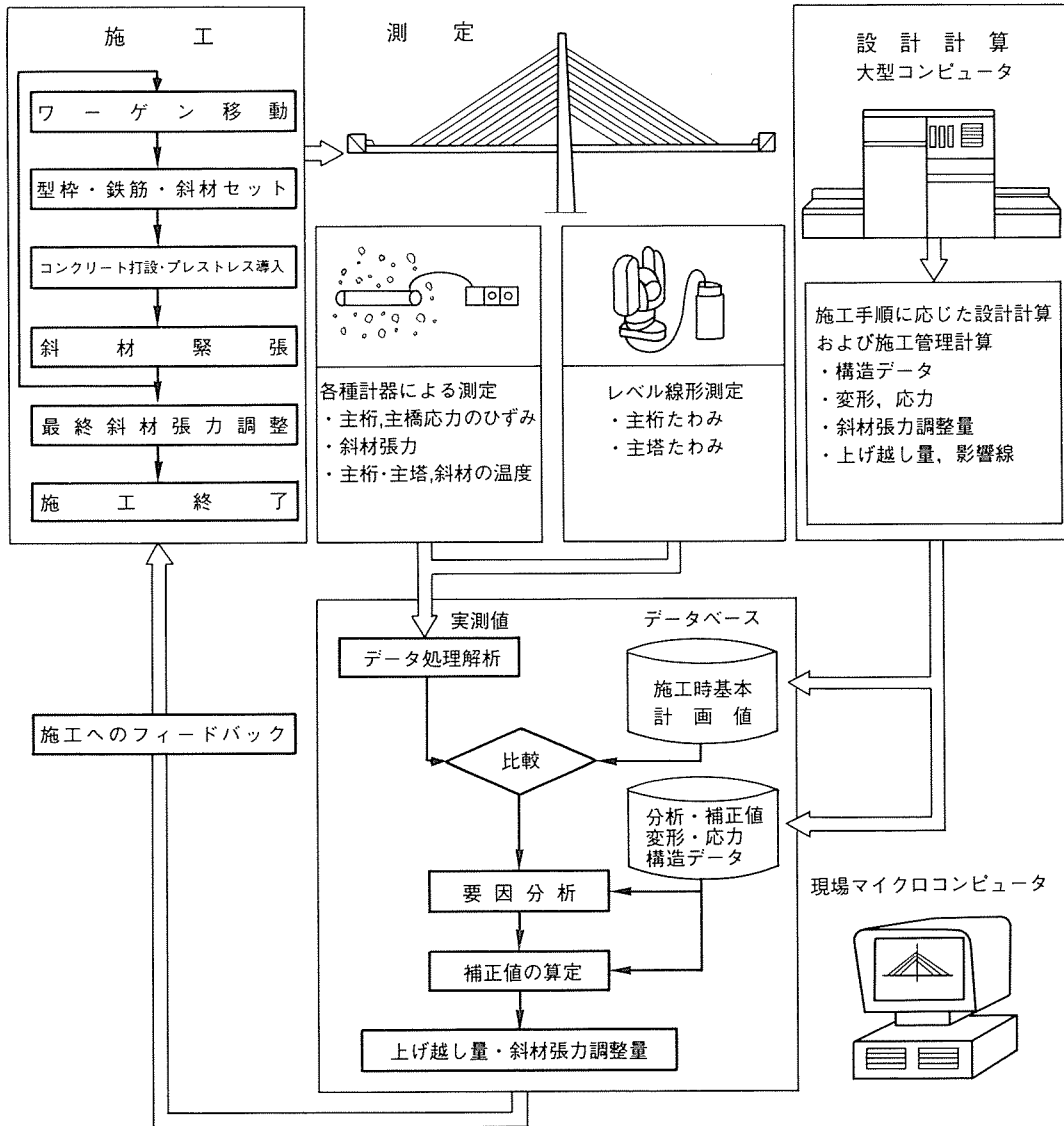 施工
ワーゲン移動
型枠・鉄筋・斜材セット
コンクリート打設・プレストレス導入
斜材緊張
最終斜材張力調整
施工終了
測定
各種計器による測定
・主桁,主橋応力のひずみ
・斜材張力
・主桁・主塔,斜材の温度
レベル線形測定
・主桁たわみ
・主塔たわみ
設計計算
大型コンピュータ
施工手順に応じた設計計算
および施工管理計算
・構造データ
・変形，応力
・斜材張力調整量
・上げ越し量，影響線
実測値
データ処理解析
データベース
施工時基本
計画値
比較
分析・補正値
変形・応力
構造データ
要因分析
補正値の算定
上げ越し量・斜材張力調整量
施工へのフィードバック
現場マイクロコンピュータ